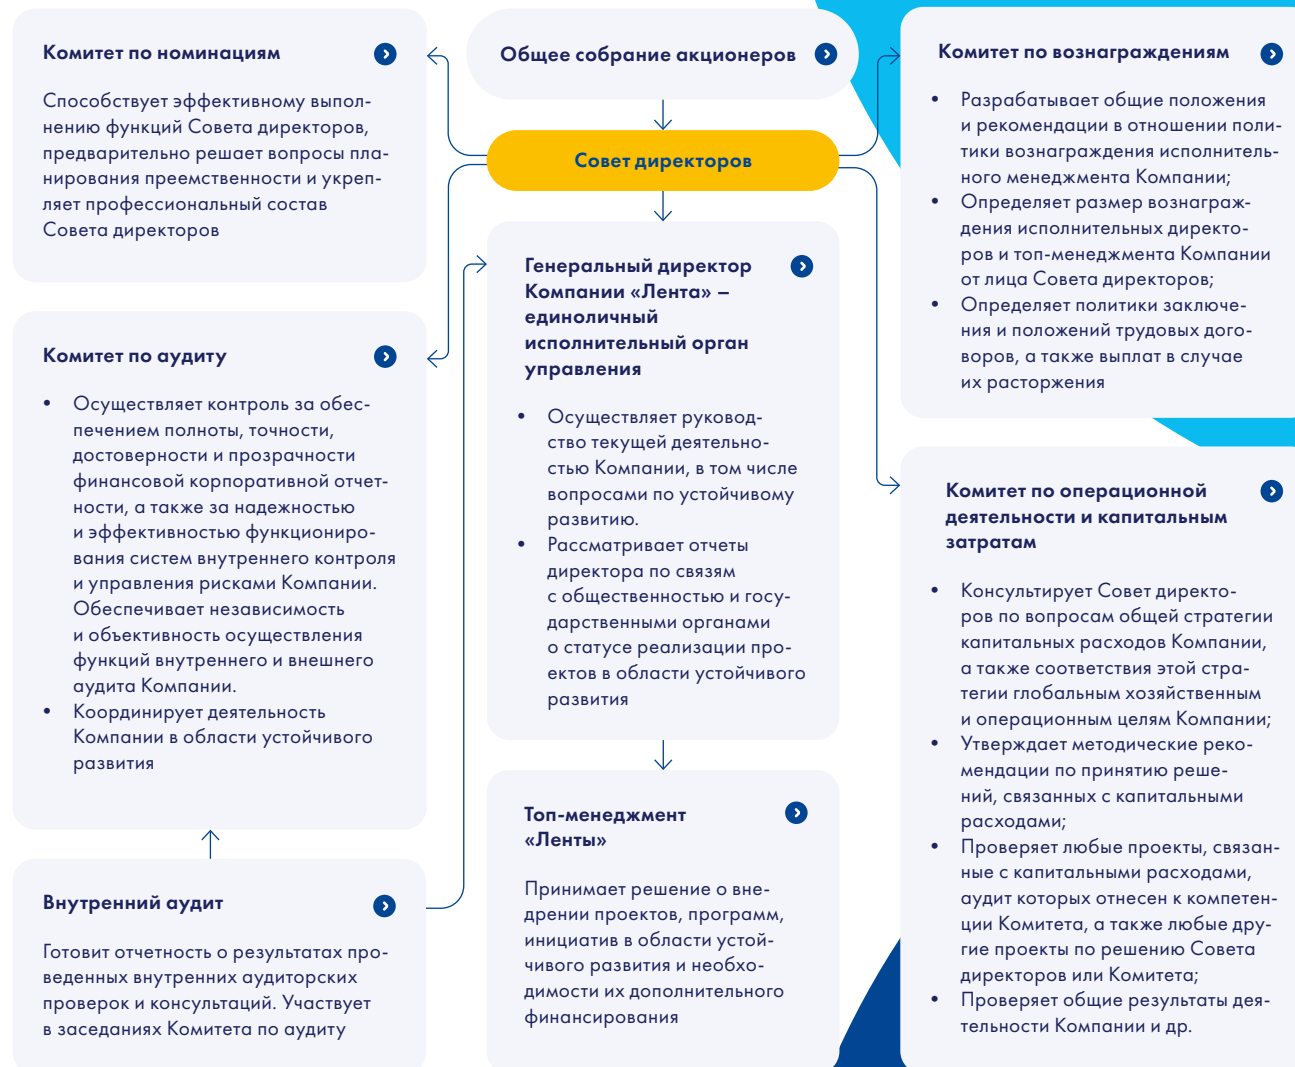 Комитет по номинациям
Способствует эффективному выпол-
нению функций Совета директоров,
предварительно решает вопросы пла-
нирования преемственности и укреп-
ляет профессиональный состав
Совета директоров
Общее собрание акционеров
Совет директоров
Комитет по вознаграждениям
• Разрабатывает общие положения
и рекомендации в отношении поли-
тики вознаграждения исполнитель-
ного менеджмента Компании;
• Определяет размер вознаграж-
дения исполнительных директо-
ров и топ-менеджмента Компании
от лица Совета директоров;
• Определяет политики заключе-
ния и положений трудовых дого-
воров, а также выплат в случае
их расторжения
Комитет по аудиту
• Осуществляет контроль за обес-
печением полноты, точности,
достоверности и прозрачности
финансовой корпоративной отчет-
ности, а также за надежностью
и эффективностью функциониро-
вания систем внутреннего контроля
и управления рисками Компании.
Обеспечивает независимость
и объективность осуществления
функций внутреннего и внешнего
аудита Компании.
• Координирует деятельность
Компании в области устойчивого
развития
Генеральный директор
Компании «Лента» –
единоличный
исполнительный орган
управления
• Осуществляет руковод-
ство текущей деятельно-
стью Компании, в том числе
вопросами по устойчивому
развитию.
• Рассматривает отчеты
директора по связям
с общественностью и госу-
дарственными органами
о статусе реализации про-
ектов в области устойчивого
развития
Комитет по операционной
деятельности и капитальным
затратам
• Консультирует Совет директо-
ров по вопросам общей стратегии
капитальных расходов Компании,
а также соответствия этой стра-
тегии глобальным хозяйственным
и операционным целям Компании;
• Утверждает методические реко-
мендации по принятию реше-
ний, связанных с капитальными
расходами;
• Проверяет любые проекты, связан-
ные с капитальными расходами,
аудит которых отнесен к компетен-
ции Комитета, а также любые дру-
гие проекты по решению Совета
директоров или Комитета;
• Проверяет общие результаты дея-
тельности Компании и др.
Внутренний аудит
Готовит отчетность о результатах про-
веденных внутренних аудиторских
проверок и консультаций. Участвует
в заседаниях Комитета по аудиту
Топ-менеджмент
«Ленты»
Принимает решение о вне-
дрении проектов, программ,
инициатив в области устой-
чивого развития и необхо-
димости их дополнительного
финансирования